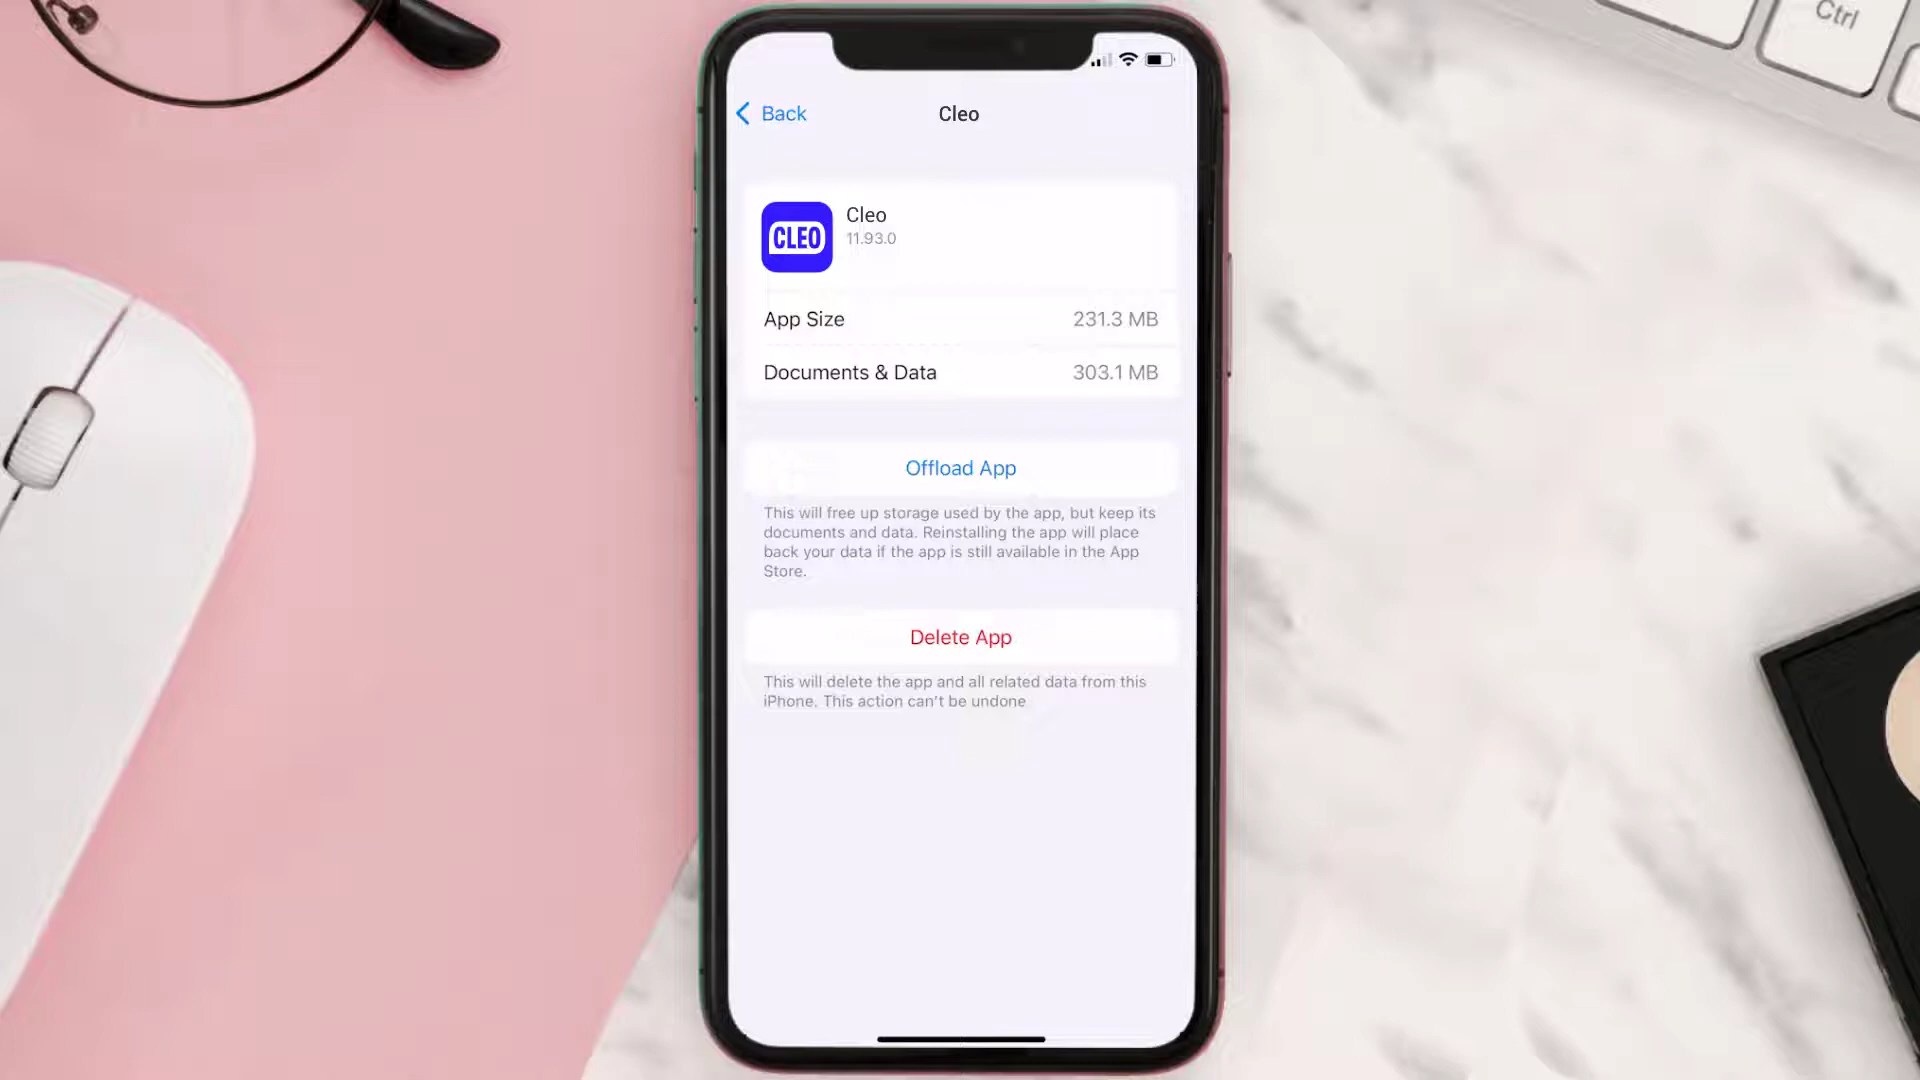 Ctrl
Back
Cleo
CLEO
Cleo
11.93.0
App Size 231.3 MB
Documents & Data 303.1 MB
Offload App
This will free up storage used by the app, but keep its
documents and data. Reinstalling the app will place
back your data if the app is still available in the App
Store.
Delete App
This will delete the app and all related data from this
iPhone. This action can't be undone